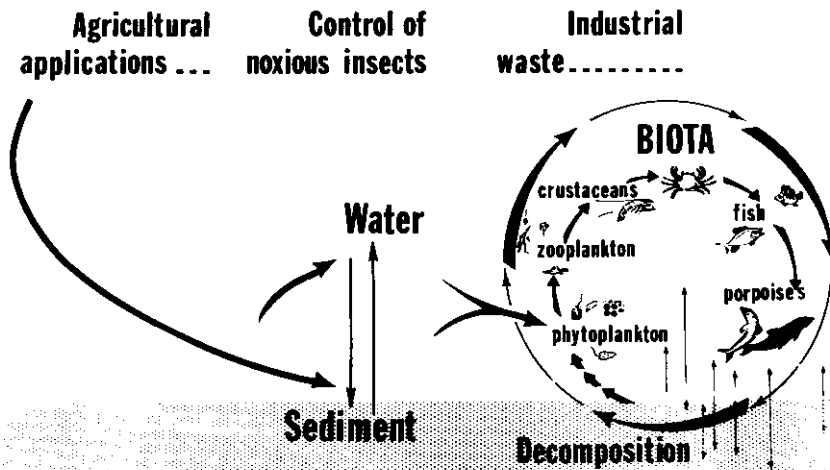 Agricultural
applications ...
Control of
noxious insects
Industrial
waste.........
BIOTA
crustaceans
fish
Water
zooplankton
porpoises
phytoplankton
Sediment
Decomposition